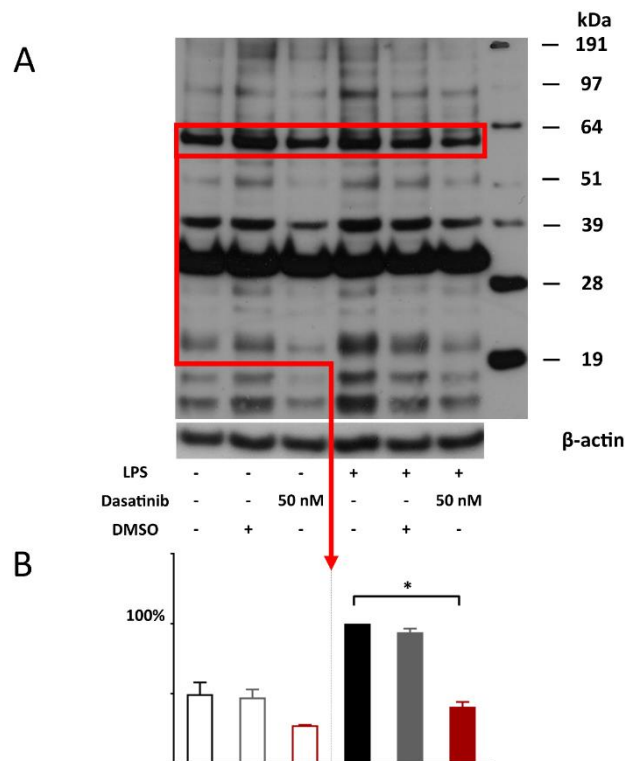 kDa
A
— 191
— 97
— 64
— 51
— 39
— 28
— 19
β-actin
LPS - - - + + +
Dasatinib - - 50 nM - - 50 nM
DMSO - + - - + -
B
*
100%